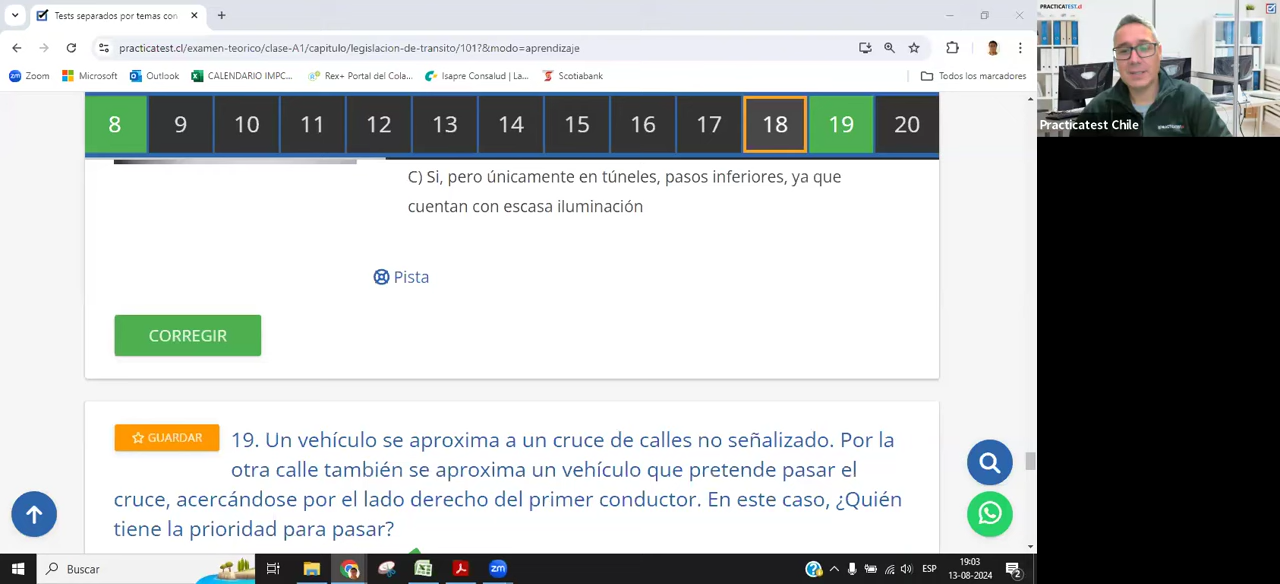 Tests separados por temas con
practicatest.cl/examen-teorico/clase-A1/capitulo/legislacion-de-transito/101?&modo=aprendizaje
Zoom
Microsoft
Outlook
CALENDARIO IMPC...
Rex+ Portal del Cola...
Isapre Consalud | La...
Scotiabank
Todos los marcadores
PRACTICATEST.cl
Practicatest Chile
8 9 10 11 12 13 14 15 16 17 18 19 20
C) Si, pero únicamente en túneles, pasos inferiores, ya que
cuentan con escasa iluminación
Pista
CORREGIR
GUARDAR
19. Un vehículo se aproxima a un cruce de calles no señalizado. Por la
otra calle también se aproxima un vehículo que pretende pasar el
cruce, acercándose por el lado derecho del primer conductor. En este caso, ¿Quién
tiene la prioridad para pasar?
Buscar
ESP
19:03
13-08-2024
2